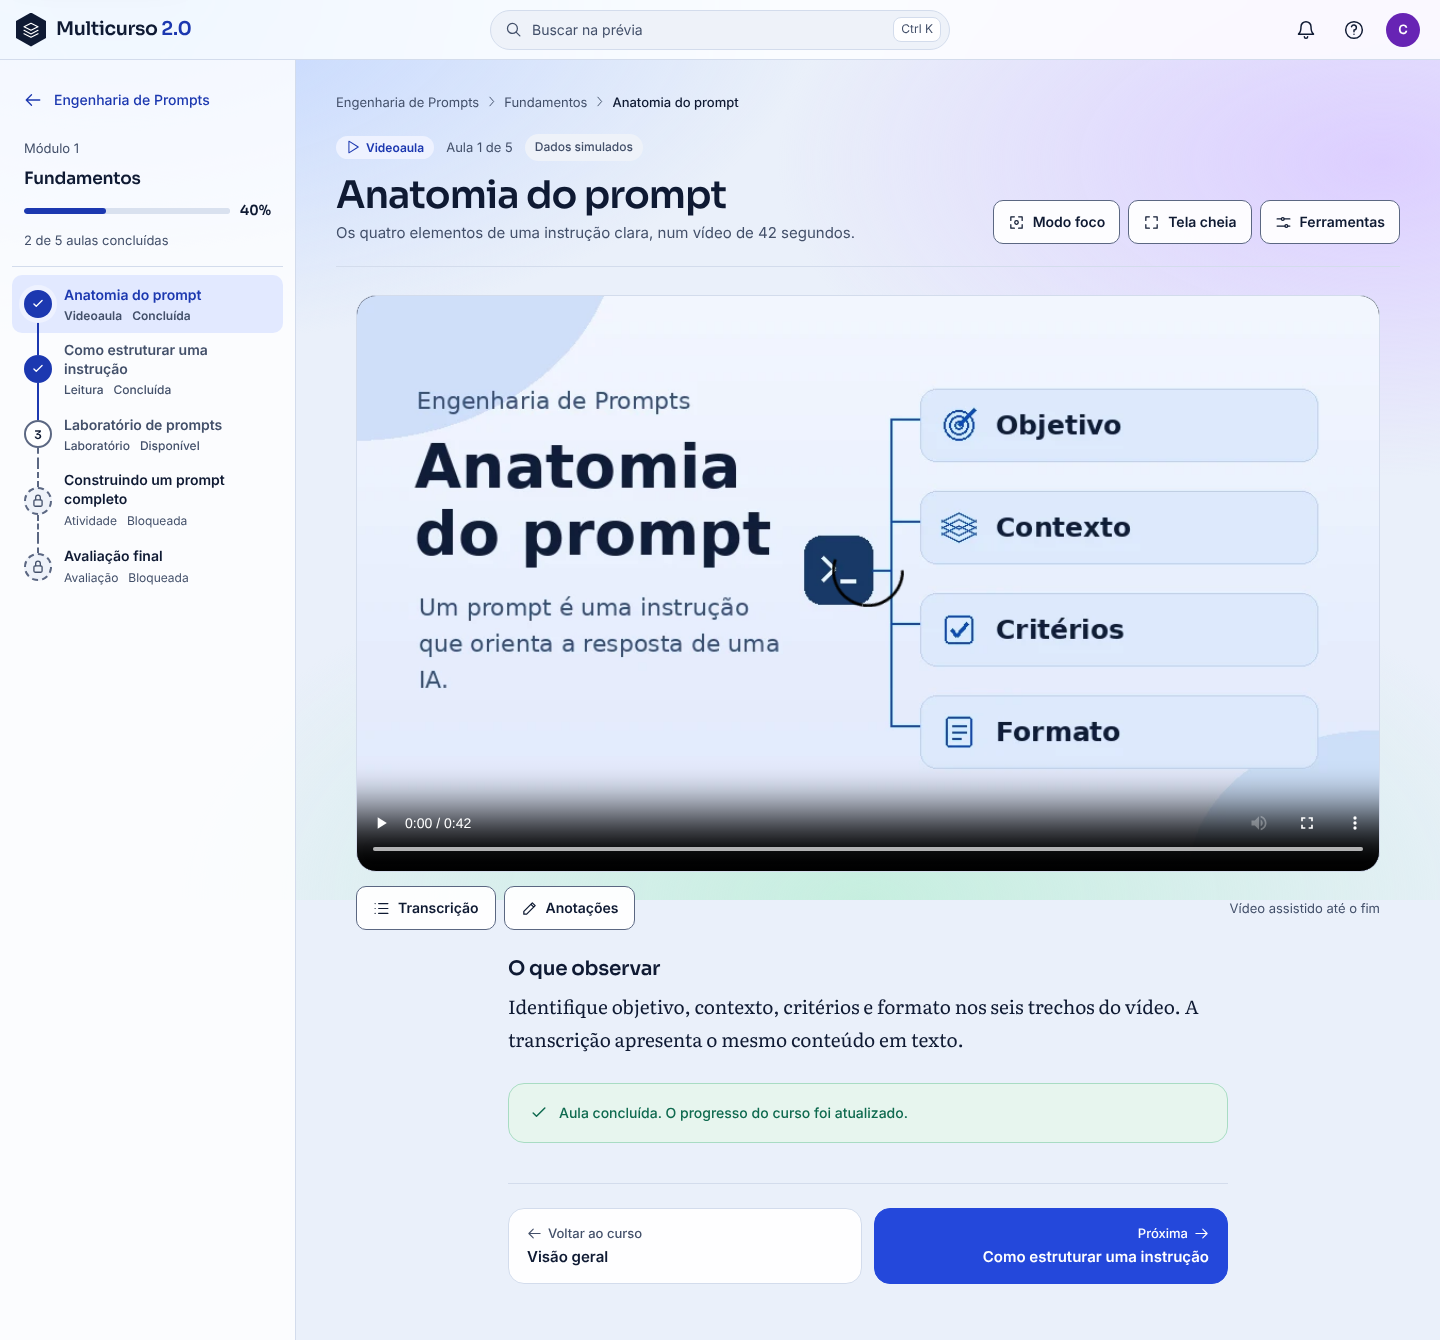 Multicurso 2.0
Buscar na prévia
Ctrl K
C
Engenharia de Prompts
Módulo 1
Fundamentos
40%
2 de 5 aulas concluídas
Anatomia do prompt
Videoaula Concluída
Como estruturar uma
instrução
Leitura Concluída
3
Laboratório de prompts
Laboratório Disponível
Construindo um prompt
completo
Atividade Bloqueada
Avaliação final
Avaliação Bloqueada
Engenharia de Prompts > Fundamentos > Anatomia do prompt
Videoaula Aula 1 de 5 Dados simulados
Anatomia do prompt
Os quatro elementos de uma instrução clara, num vídeo de 42 segundos.
Modo foco
Tela cheia
Ferramentas
Engenharia de Prompts
Anatomia
do prompt
Um prompt é uma instrução
que orienta a resposta de uma
IA.
Objetivo
Contexto
Critérios
Formato
0:00 / 0:42
Transcrição
Anotações
Vídeo assistido até o fim
O que observar
Identifique objetivo, contexto, critérios e formato nos seis trechos do vídeo. A
transcrição apresenta o mesmo conteúdo em texto.
Aula concluída. O progresso do curso foi atualizado.
Voltar ao curso
Visão geral
Próxima
Como estruturar uma instrução